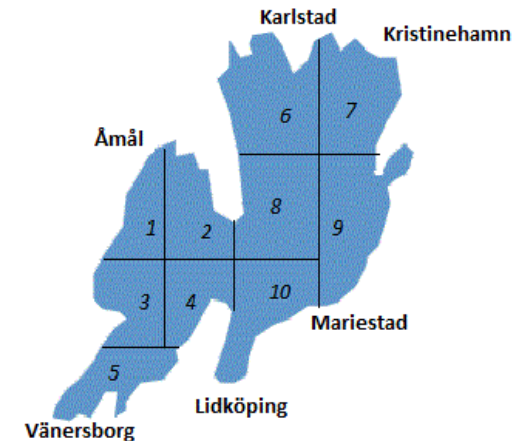 Karlstad
Kristinehamn
6
7
Åmål
1
2
8
9
3
4
10
Mariestad
5
Lidköping
Vänersborg